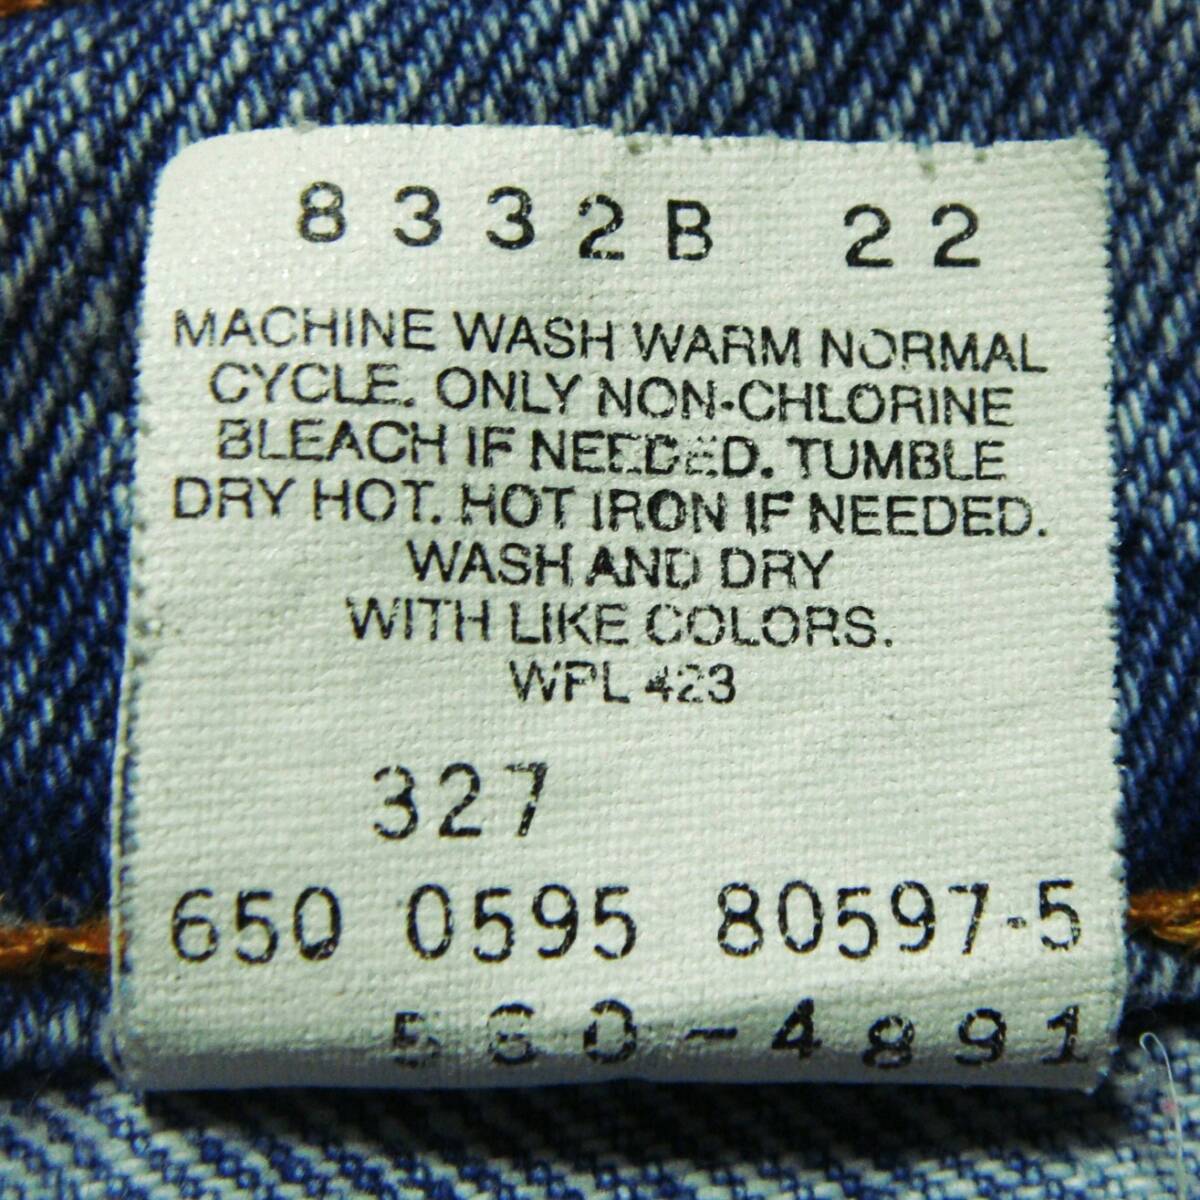 8332B 22
MACHINE WASH WARM NORMAL
CYCLE. ONLY NON-CHLORINE
BLEACH IF NEEDED. TUMBLE
DRY HOT. HOT IRON IF NEEDED.
WASH AND DRY
WITH LIKE COLORS.
WPL 423
327
650 0595 80597-5
560-4891